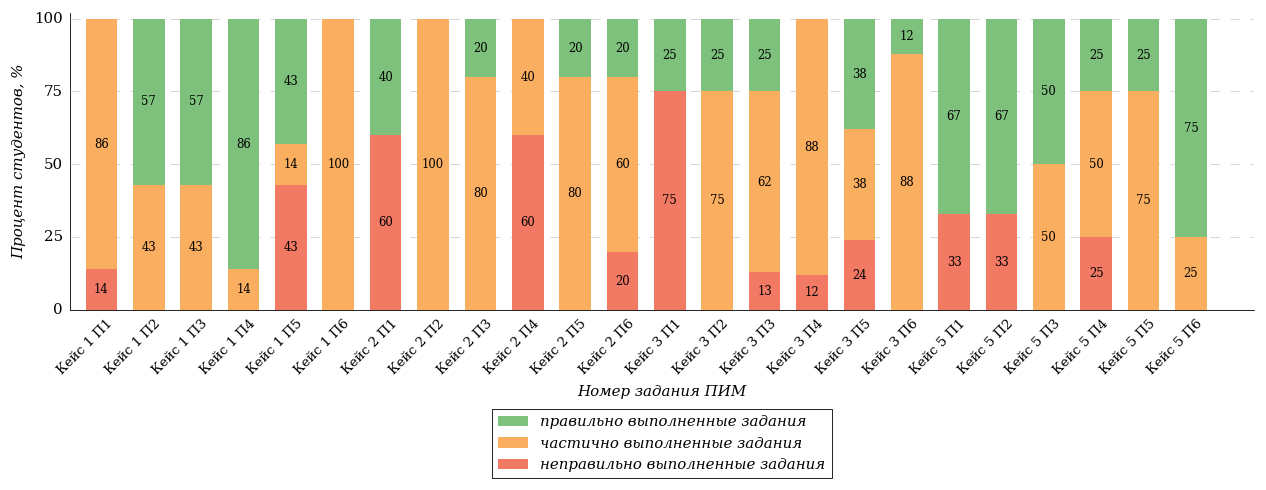 100
75
50
25
0
Процент студентов, %
86
14
57
43
57
43
86
14
43
14
43
100
40
60
100
20
80
40
60
20
80
20
60
20
25
75
25
75
25
62
13
88
12
38
38
24
12
88
67
33
67
33
50
50
25
50
25
25
75
75
25
Кейс 1 П1
Кейс 1 П2
Кейс 1 П3
Кейс 1 П4
Кейс 1 П5
Кейс 1 П6
Кейс 2 П1
Кейс 2 П2
Кейс 2 П3
Кейс 2 П4
Кейс 2 П5
Кейс 2 П6
Кейс 3 П1
Кейс 3 П2
Кейс 3 П3
Кейс 3 П4
Кейс 3 П5
Кейс 3 П6
Кейс 5 П1
Кейс 5 П2
Кейс 5 П3
Кейс 5 П4
Кейс 5 П5
Кейс 5 П6
Номер задания ПИМ
правильно выполненные задания
частично выполненные задания
неправильно выполненные задания